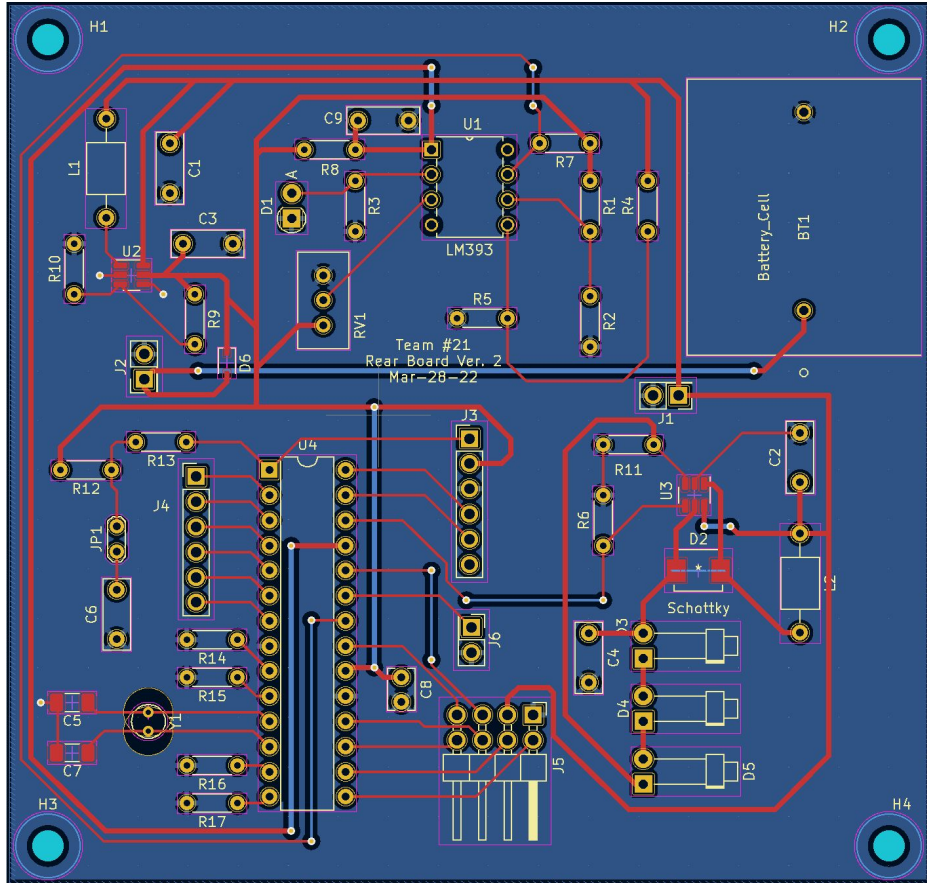 H1
H2
C9
U1
R8
R7
L1
C1
A
D1
R3
LM393
R1
R4
Battery_Cell
BT1
C3
U2
R10
R9
RV1
R5
R2
J2
D6
Team #21
Rear Board Ver. 2
Mar-28-22
J1
J3
R13
U4
R12
J4
R11
C2
U3
R6
JP1
D2
*
Schottky
C6
J6
C4
R14
R15
C8
D4
C5
Y1
C7
R16
J5
D5
R17
H3
H4